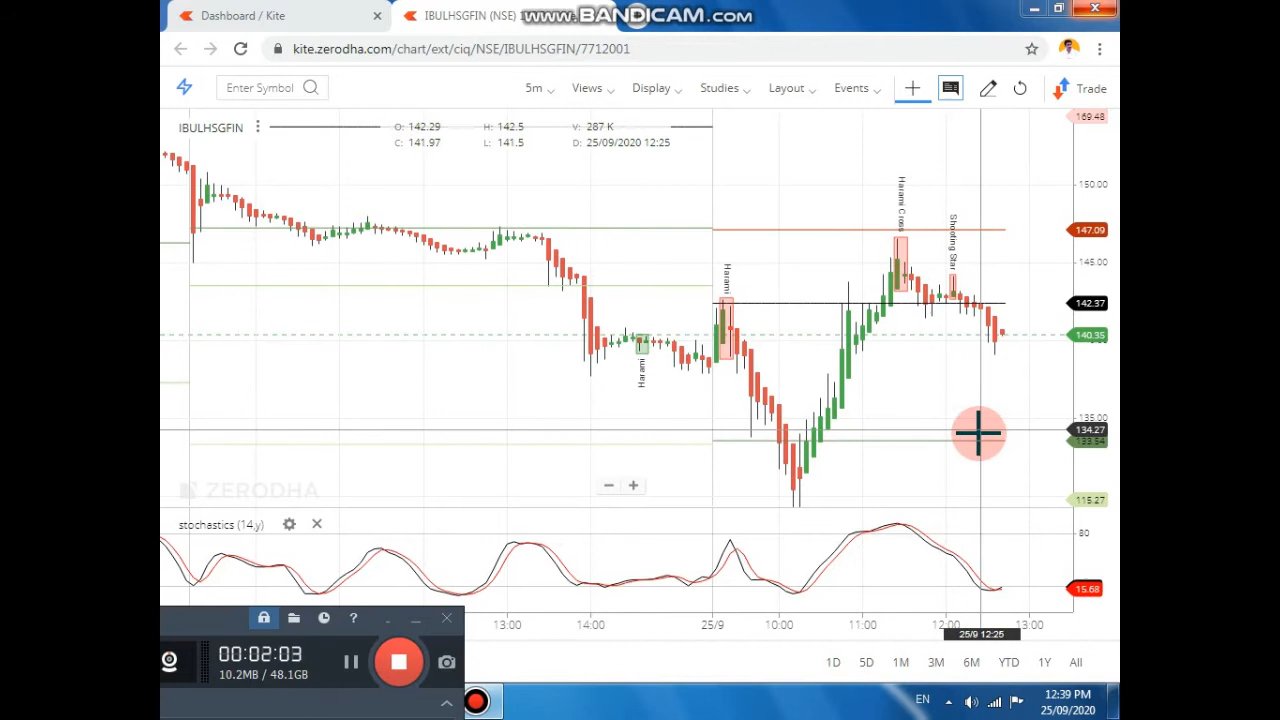 Dashboard / Kite
IBULHSGFIN (NSE) 1
www.BANDICAM.com
kite.zerodha.com/chart/ext/ciq/NSE/IBULHSGFIN/7712001
Enter Symbol
5m
Views
Display
Studies
Layout
Events
Trade
IBULHSGFIN
O: 142.29
H: 142.5
V: 287 K
C: 141.97
L: 141.5
D: 25/09/2020 12:25
169.48
150.00
Harami Cross
Shooting Star
147.09
145.00
Harami
142.37
140.35
Harami
135.00
134.27
133.54
ZERODHA
115.27
stochastics (14,y)
80
15.68
13:00
14:00
25/9
10:00
11:00
12:00
13:00
25/9 12:25
00:02:03
10.2MB / 48.1GB
1D
5D
1M
3M
6M
YTD
1Y
All
EN
12:39 PM
25/09/2020